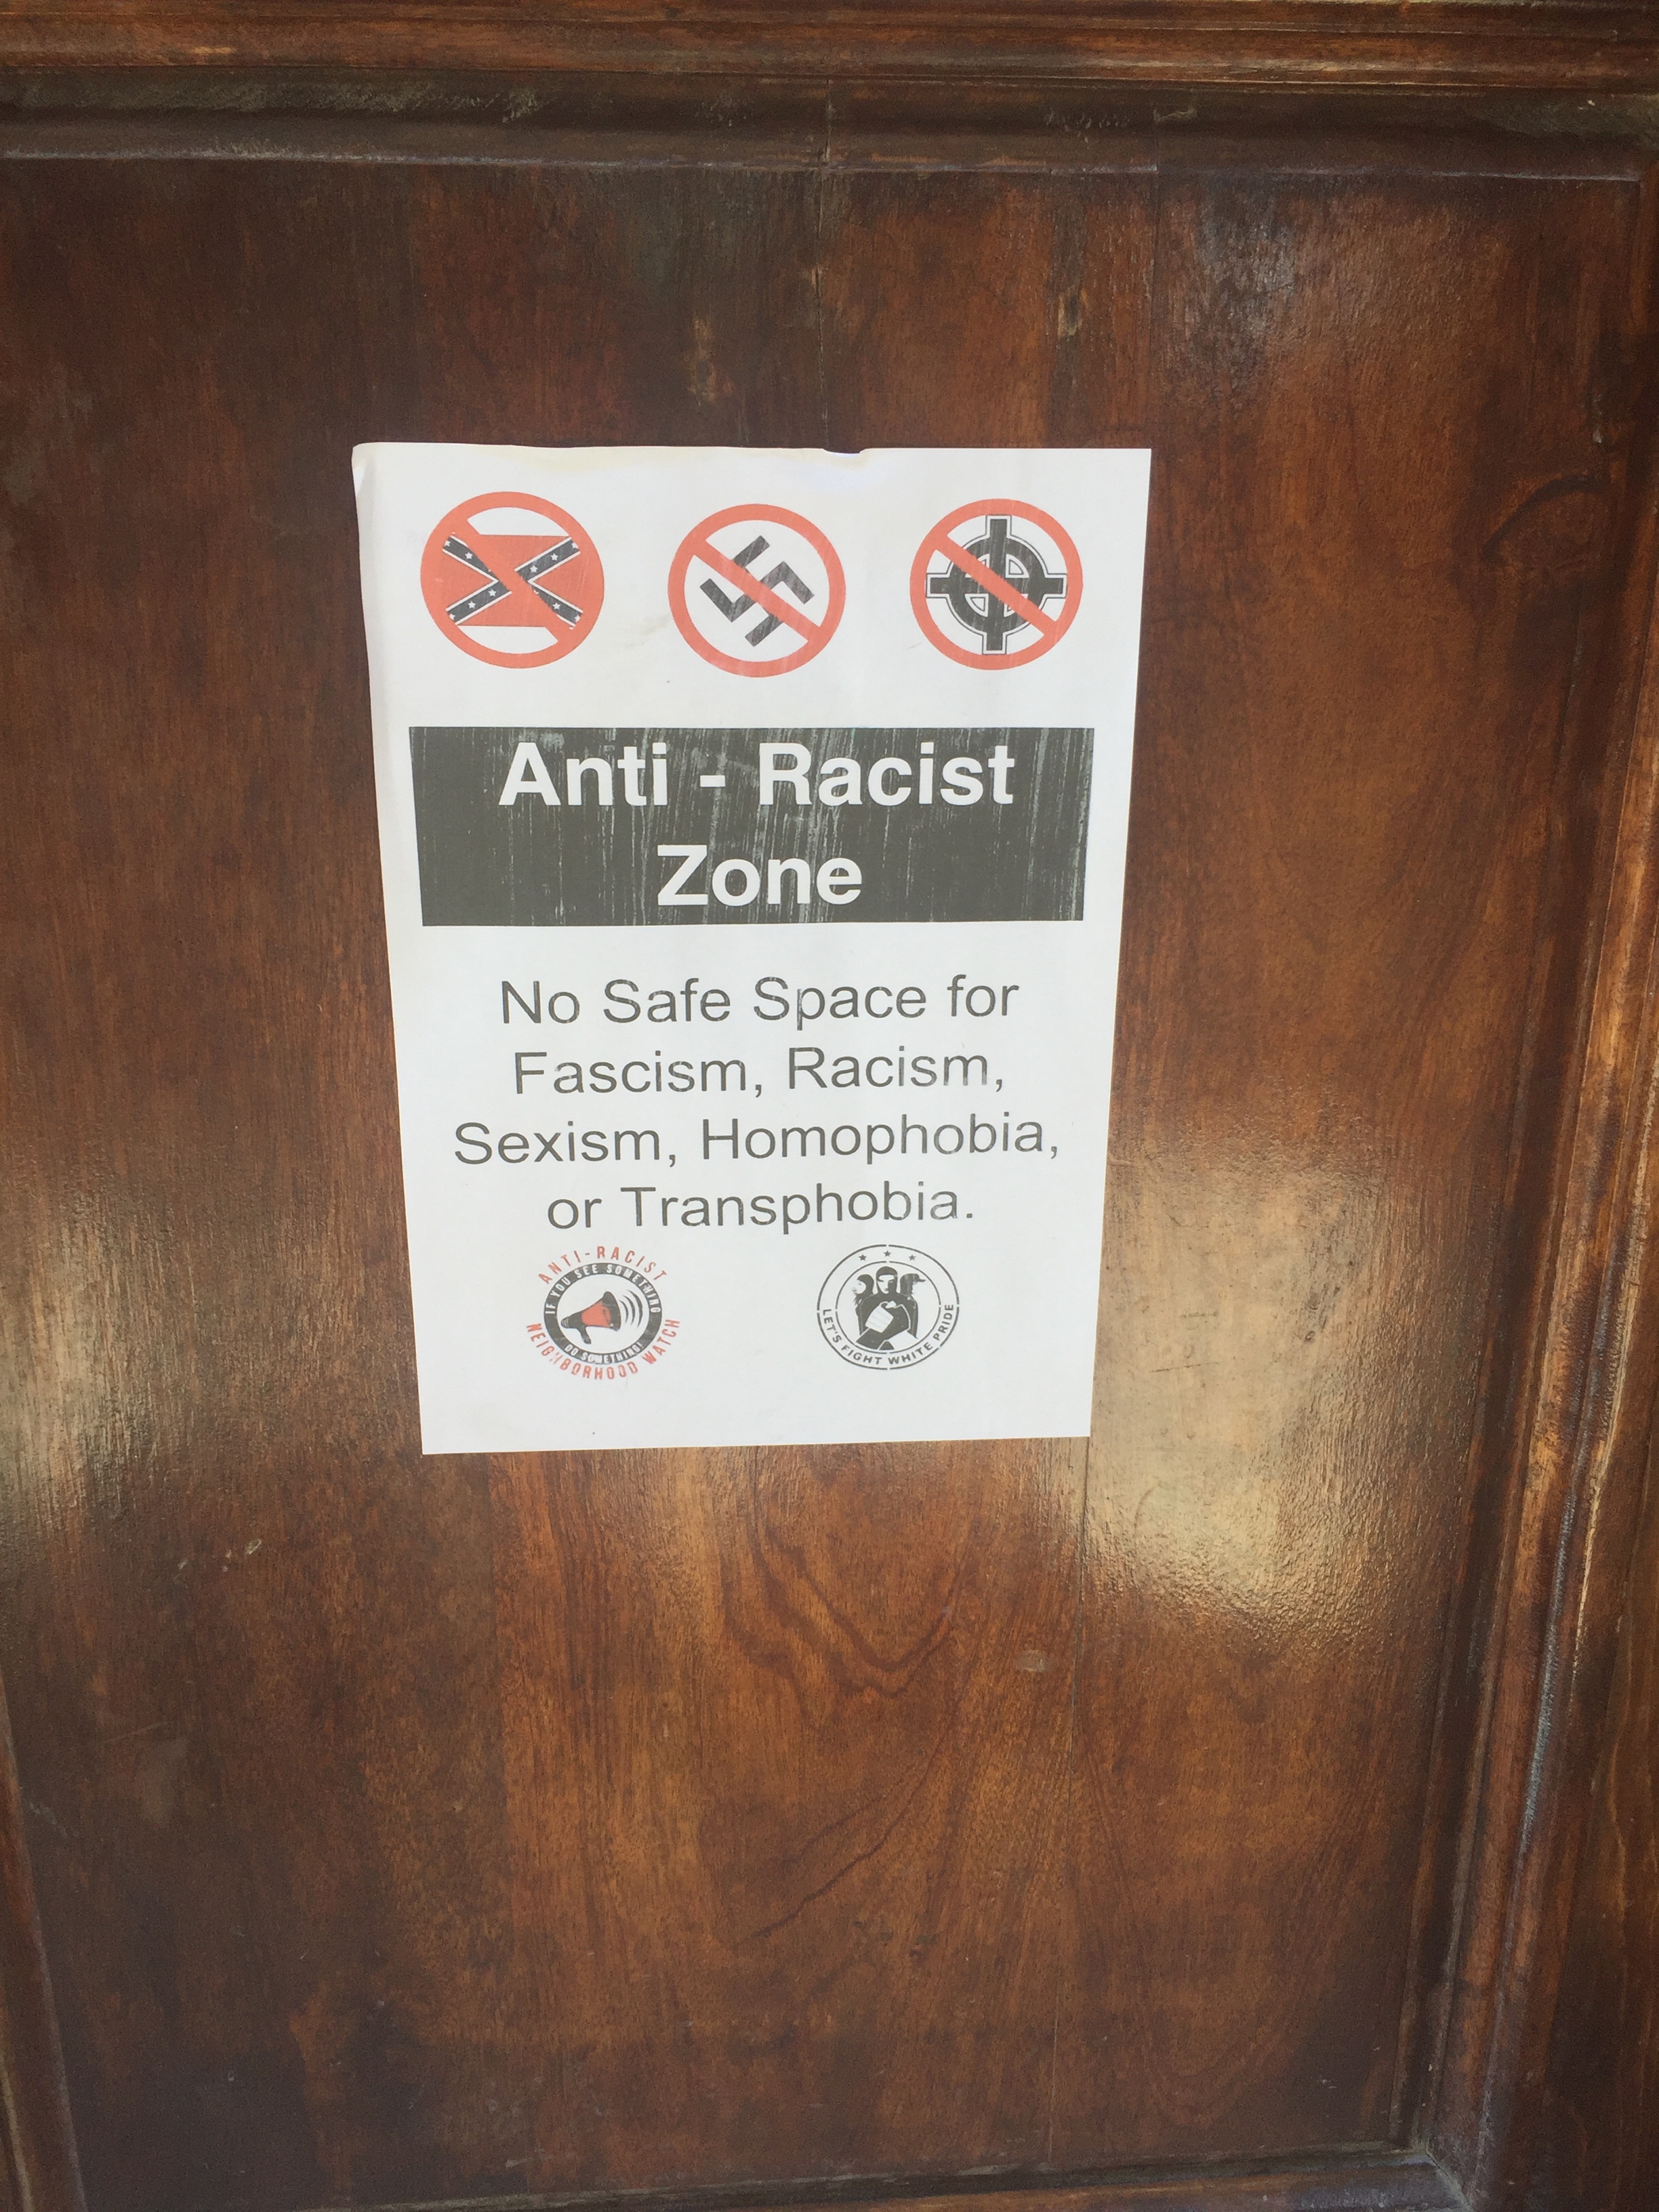 Anti - Racist
Zone
No Safe Space for
Fascism, Racism,
Sexism, Homophobia,
or Transphobia.
ANTI-RACIST
IF YOU SEE SOMETHING
DO SOMETHING!
NEIGHBORHOOD WATCH
LET'S FIGHT WHITE PRIDE